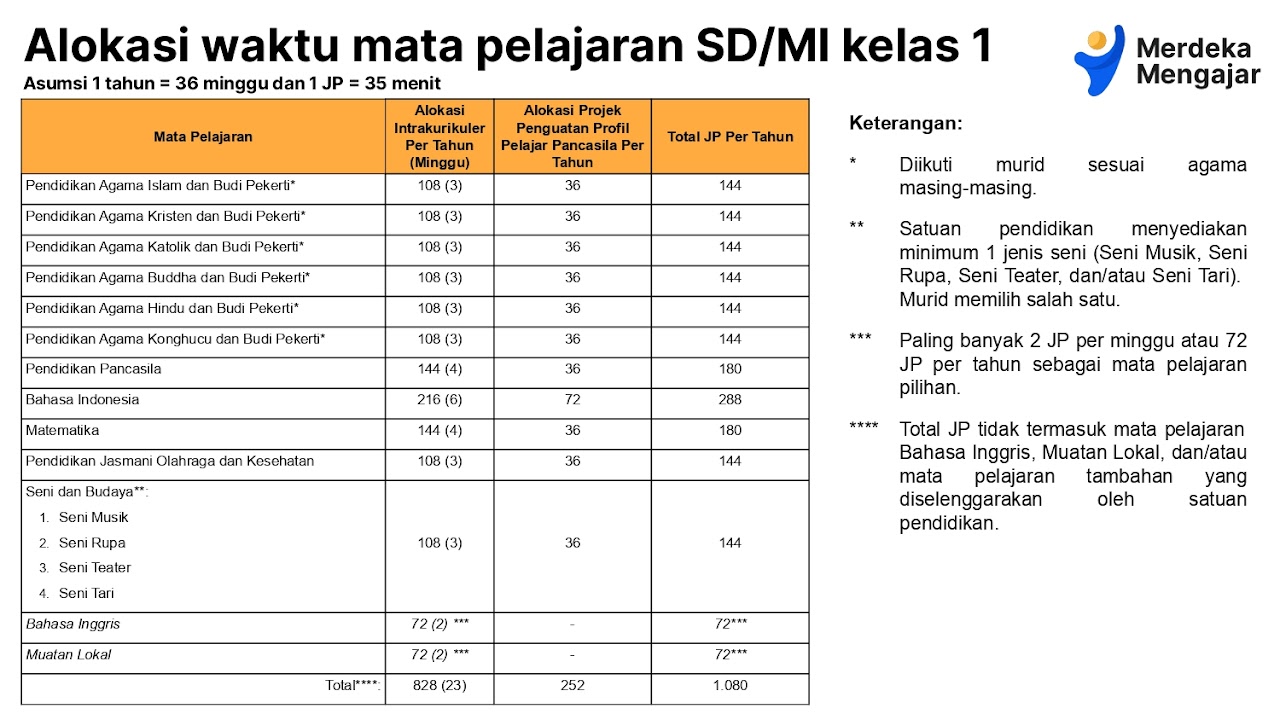 Alokasi waktu mata pelajaran SD/MI kelas 1
Asumsi 1 tahun = 36 minggu dan 1 JP = 35 menit
Merdeka
Mengajar
Mata Pelajaran
Alokasi
Intrakurikuler
Per Tahun
(Minggu)
Alokasi Projek
Penguatan Profil
Pelajar Pancasila Per
Tahun
Total JP Per Tahun
Pendidikan Agama Islam dan Budi Pekerti* 108 (3) 36 144
Pendidikan Agama Kristen dan Budi Pekerti* 108 (3) 36 144
Pendidikan Agama Katolik dan Budi Pekerti* 108 (3) 36 144
Pendidikan Agama Buddha dan Budi Pekerti* 108 (3) 36 144
Pendidikan Agama Hindu dan Budi Pekerti* 108 (3) 36 144
Pendidikan Agama Konghucu dan Budi Pekerti* 108 (3) 36 144
Pendidikan Pancasila 144 (4) 36 180
Bahasa Indonesia 216 (6) 72 288
Matematika 144 (4) 36 180
Pendidikan Jasmani Olahraga dan Kesehatan 108 (3) 36 144
Seni dan Budaya**:
1. Seni Musik
2. Seni Rupa 108 (3) 36 144
3. Seni Teater
4. Seni Tari
Bahasa Inggris 72 (2) *** - 72***
Muatan Lokal 72 (2) *** - 72***
Total****: 828 (23) 252 1.080
Keterangan:
* Diikuti murid sesuai agama
masing-masing.
** Satuan pendidikan menyediakan
minimum 1 jenis seni (Seni Musik, Seni
Rupa, Seni Teater, dan/atau Seni Tari).
Murid memilih salah satu.
*** Paling banyak 2 JP per minggu atau 72
JP per tahun sebagai mata pelajaran
pilihan.
**** Total JP tidak termasuk mata pelajaran
Bahasa Inggris, Muatan Lokal, dan/atau
mata pelajaran tambahan yang
diselenggarakan oleh satuan
pendidikan.